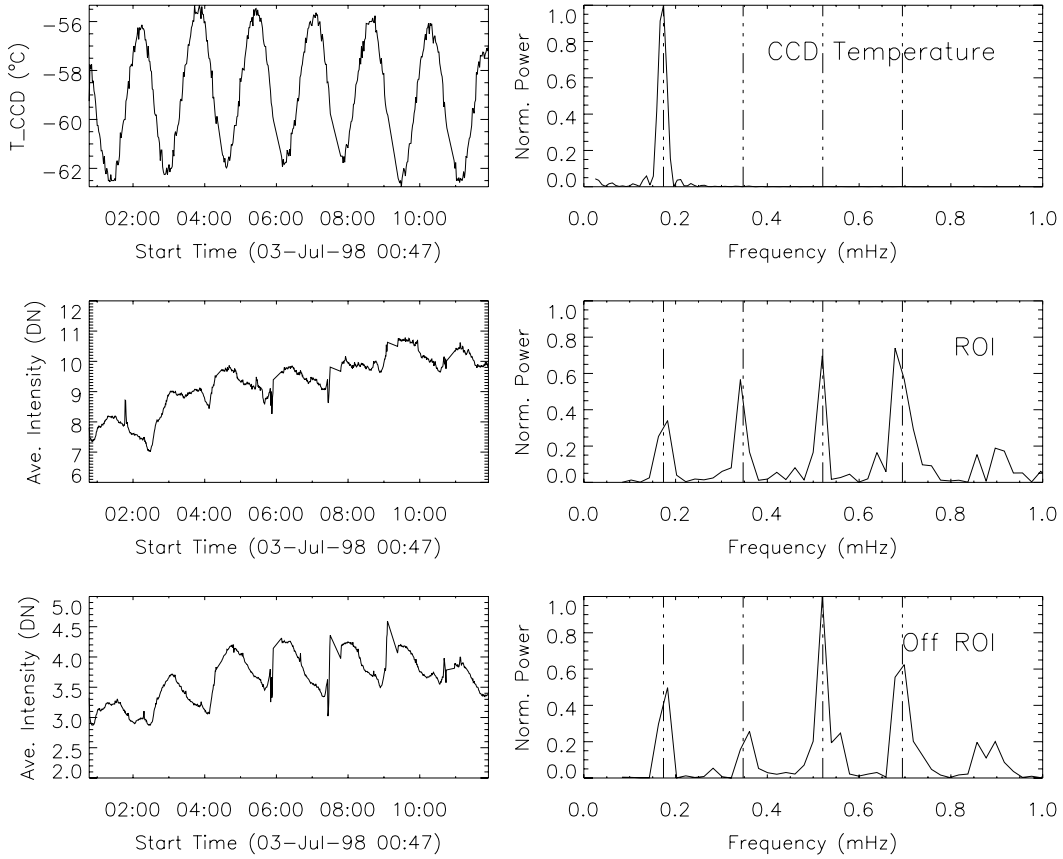 T_CCD (°C)
−56
−58
−60
−62
02:00 04:00 06:00 08:00 10:00
Start Time (03−Jul−98 00:47)
Norm. Power
1.0
0.8
0.6
0.4
0.2
0.0
CCD Temperature
0.0 0.2 0.4 0.6 0.8 1.0
Frequency (mHz)
Ave. Intensity (DN)
12
11
10
9
8
7
6
02:00 04:00 06:00 08:00 10:00
Start Time (03−Jul−98 00:47)
Norm. Power
1.0
0.8
0.6
0.4
0.2
0.0
ROI
0.0 0.2 0.4 0.6 0.8 1.0
Frequency (mHz)
Ave. Intensity (DN)
5.0
4.5
4.0
3.5
3.0
2.5
2.0
02:00 04:00 06:00 08:00 10:00
Start Time (03−Jul−98 00:47)
Norm. Power
1.0
0.8
0.6
0.4
0.2
0.0
Off ROI
0.0 0.2 0.4 0.6 0.8 1.0
Frequency (mHz)